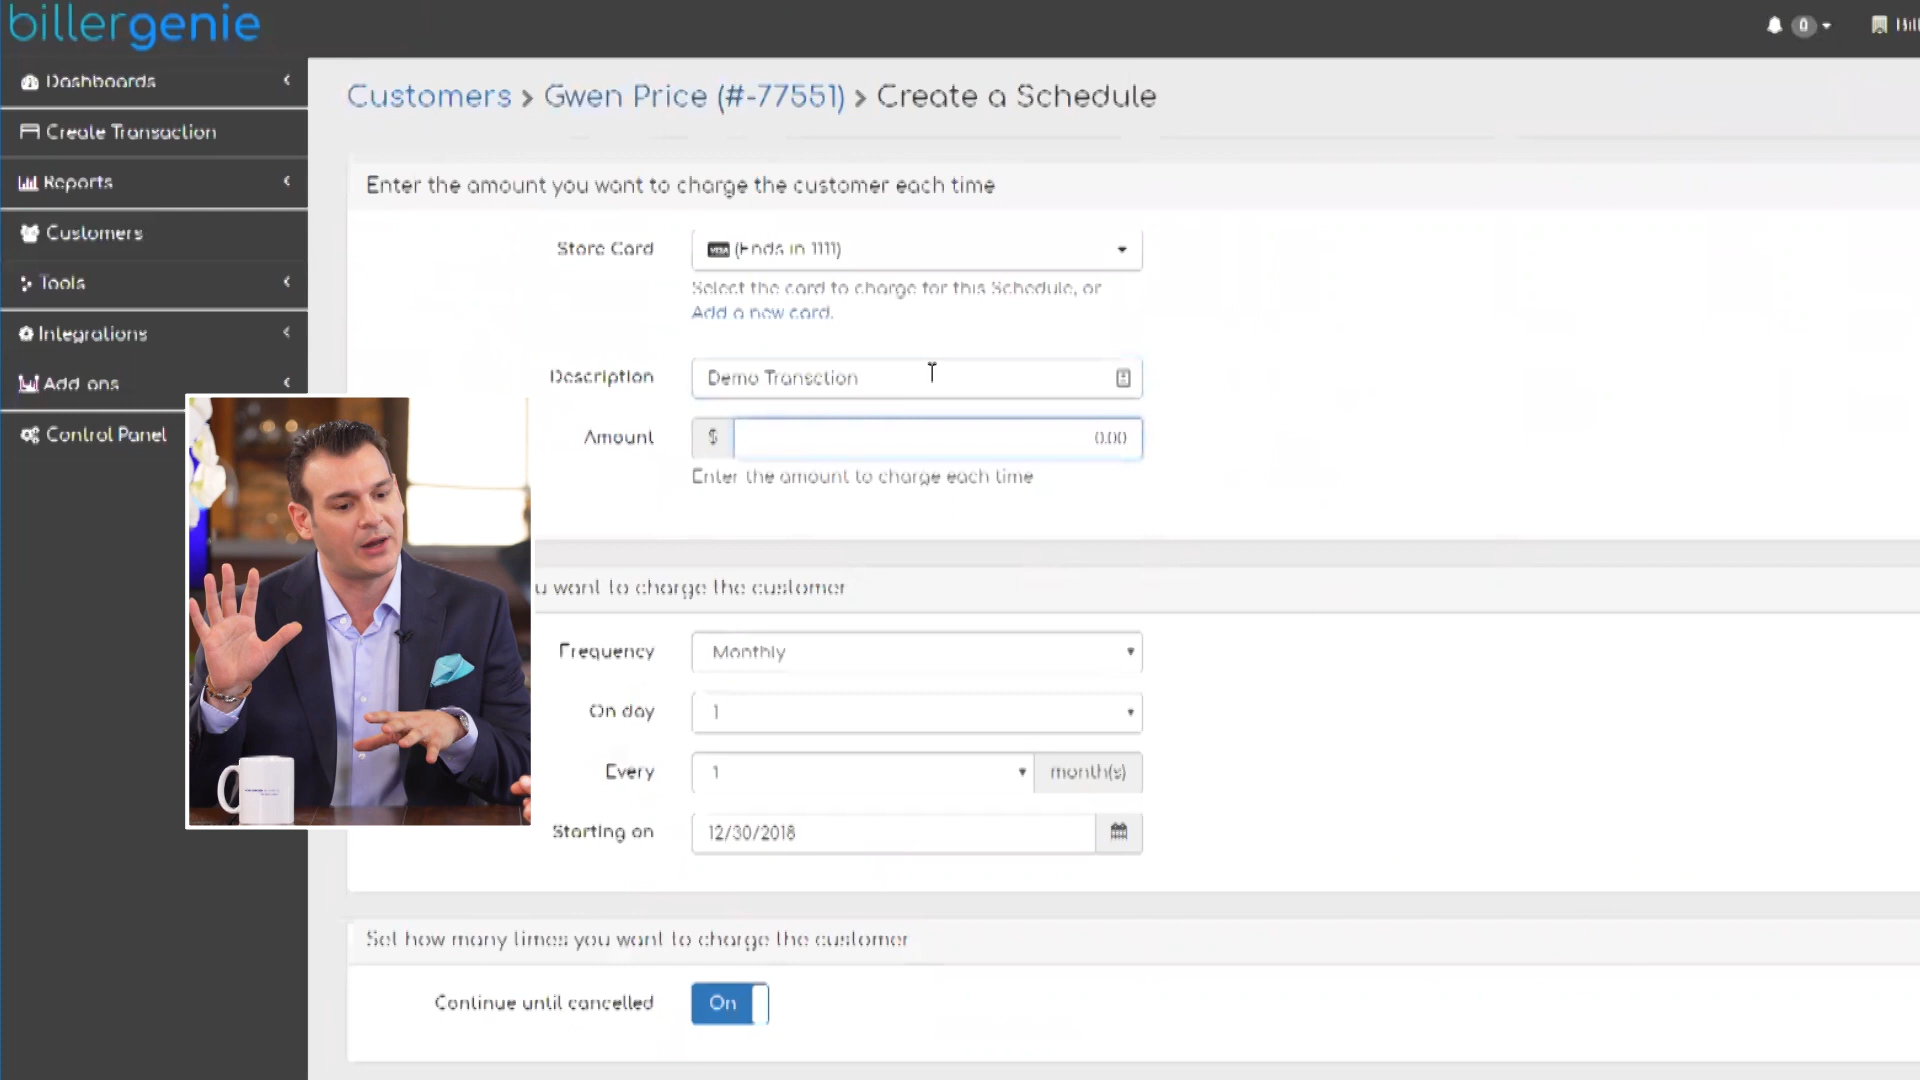 billergenie
0
Dashboards
Customers > Gwen Price (#-77551) > Create a Schedule
Create Transaction
Reports
Customers
Tools
Integrations
Add ons
Control Panel
Enter the amount you want to charge the customer each time
Store Card
VISA (Ends in 1111)
Select the card to charge for this Schedule, or
Add a new card.
Description
Demo Transction
Amount
$
0.00
Enter the amount to charge each time
u want to charge the customer
Frequency
Monthly
On day
1
Every
1
month(s)
Starting on
12/30/2018
Set how many times you want to charge the customer
Continue until cancelled
On